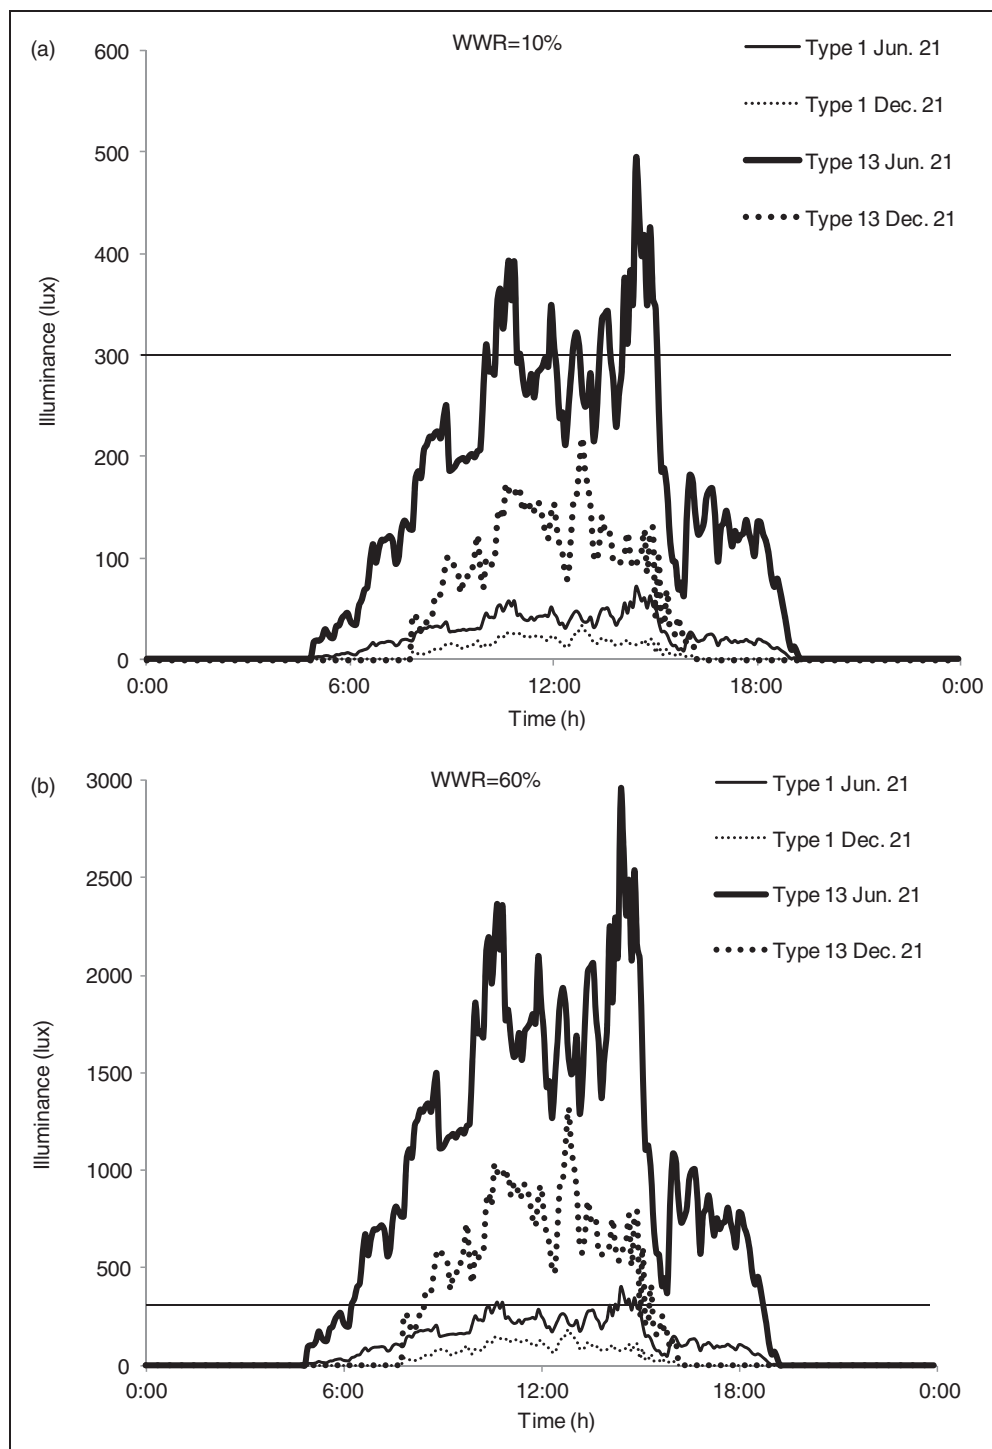 (a)
WWR=10%
Type 1 Jun. 21
Type 1 Dec. 21
Type 13 Jun. 21
Type 13 Dec. 21
600
500
400
300
200
100
0
Illuminance (lux)
0:00 6:00 12:00 18:00 0:00
Time (h)
(b)
WWR=60%
Type 1 Jun. 21
Type 1 Dec. 21
Type 13 Jun. 21
Type 13 Dec. 21
3000
2500
2000
1500
1000
500
0
Illuminance (lux)
0:00 6:00 12:00 18:00 0:00
Time (h)